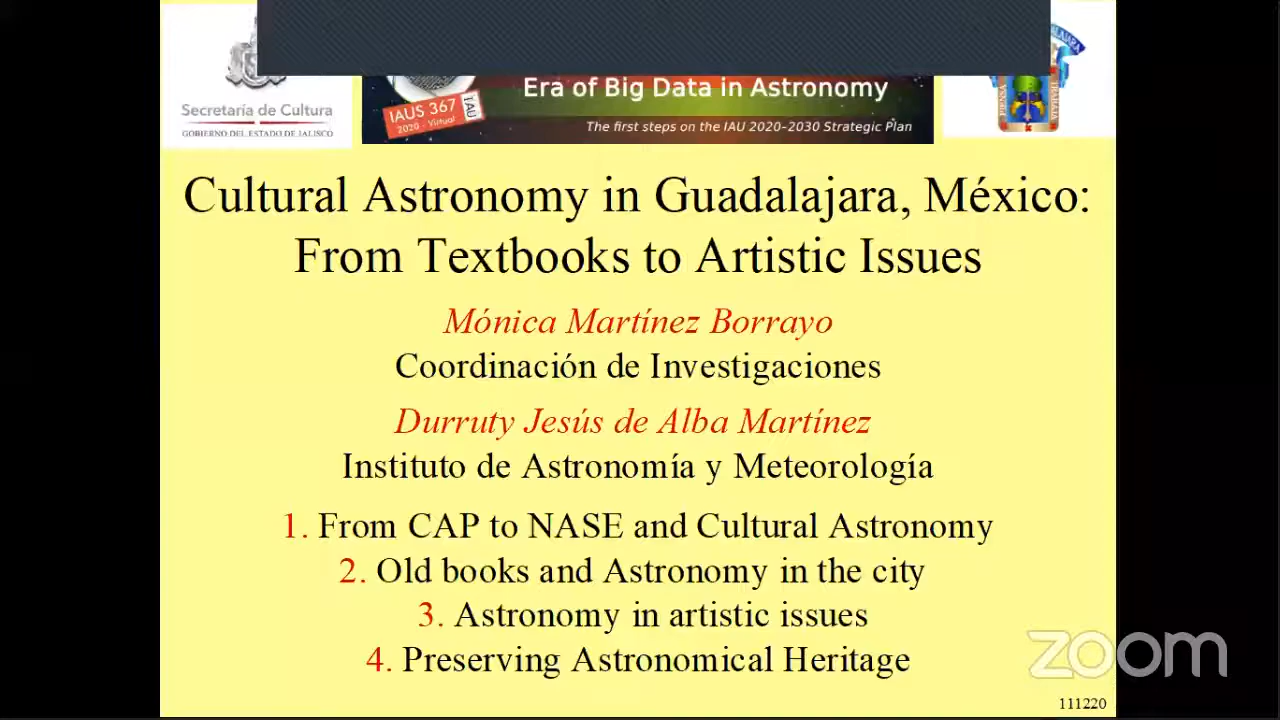 Secretaría de Cultura
GOBIERNO DEL ESTADO DE JALISCO
Era of Big Data in Astronomy
IAUS 367
2020 - Virtual
IAU
The first steps on the IAU 2020-2030 Strategic Plan
PIENSA
TRABAJA
Cultural Astronomy in Guadalajara, México:
From Textbooks to Artistic Issues
Mónica Martínez Borrayo
Coordinación de Investigaciones
Durruty Jesús de Alba Martínez
Instituto de Astronomía y Meteorología
1. From CAP to NASE and Cultural Astronomy
2. Old books and Astronomy in the city
3. Astronomy in artistic issues
4. Preserving Astronomical Heritage
zoom
111220